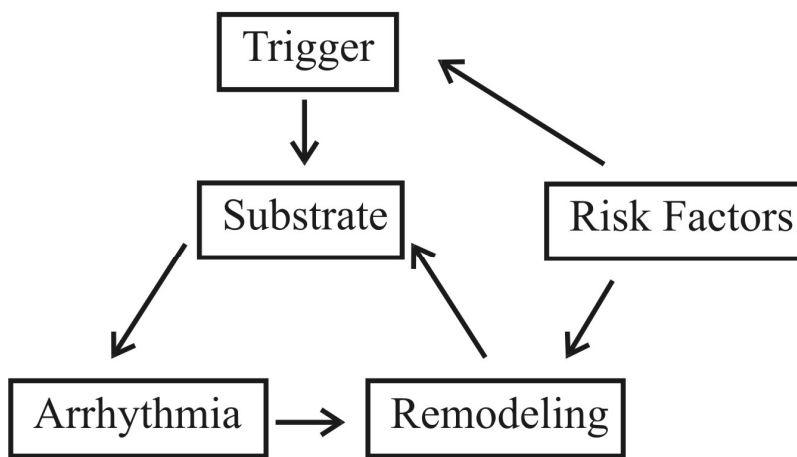 Trigger
Substrate
Risk Factors
Arrhythmia
Remodeling